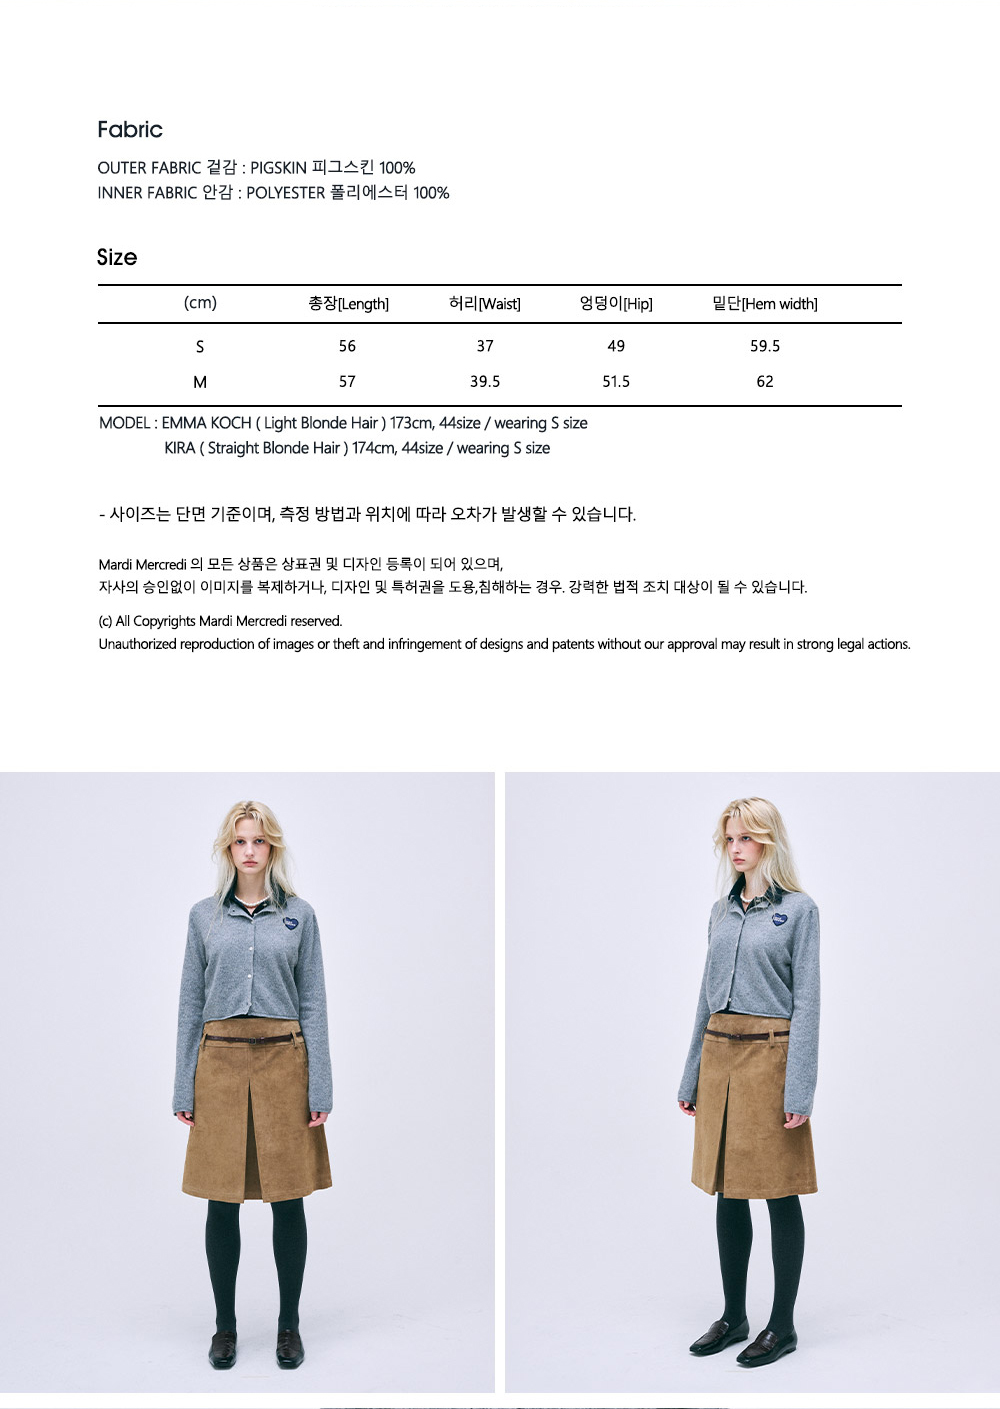 Fabric
OUTER FABRIC 겉감 : PIGSKIN 피그스킨 100%
INNER FABRIC 안감 : POLYESTER 폴리에스터 100%
Size
(cm) 총장[Length] 허리[Waist] 엉덩이[Hip] 밑단[Hem width]
S 56 37 49 59.5
M 57 39.5 51.5 62
MODEL : EMMA KOCH ( Light Blonde Hair ) 173cm, 44size / wearing S size
KIRA ( Straight Blonde Hair ) 174cm, 44size / wearing S size
- 사이즈는 단면 기준이며, 측정 방법과 위치에 따라 오차가 발생할 수 있습니다.
Mardi Mercredi 의 모든 상품은 상표권 및 디자인 등록이 되어 있으며,
자사의 승인없이 이미지를 복제하거나, 디자인 및 특허권을 도용,침해하는 경우. 강력한 법적 조치 대상이 될 수 있습니다.
(c) All Copyrights Mardi Mercredi reserved.
Unauthorized reproduction of images or theft and infringement of designs and patents without our approval may result in strong legal actions.